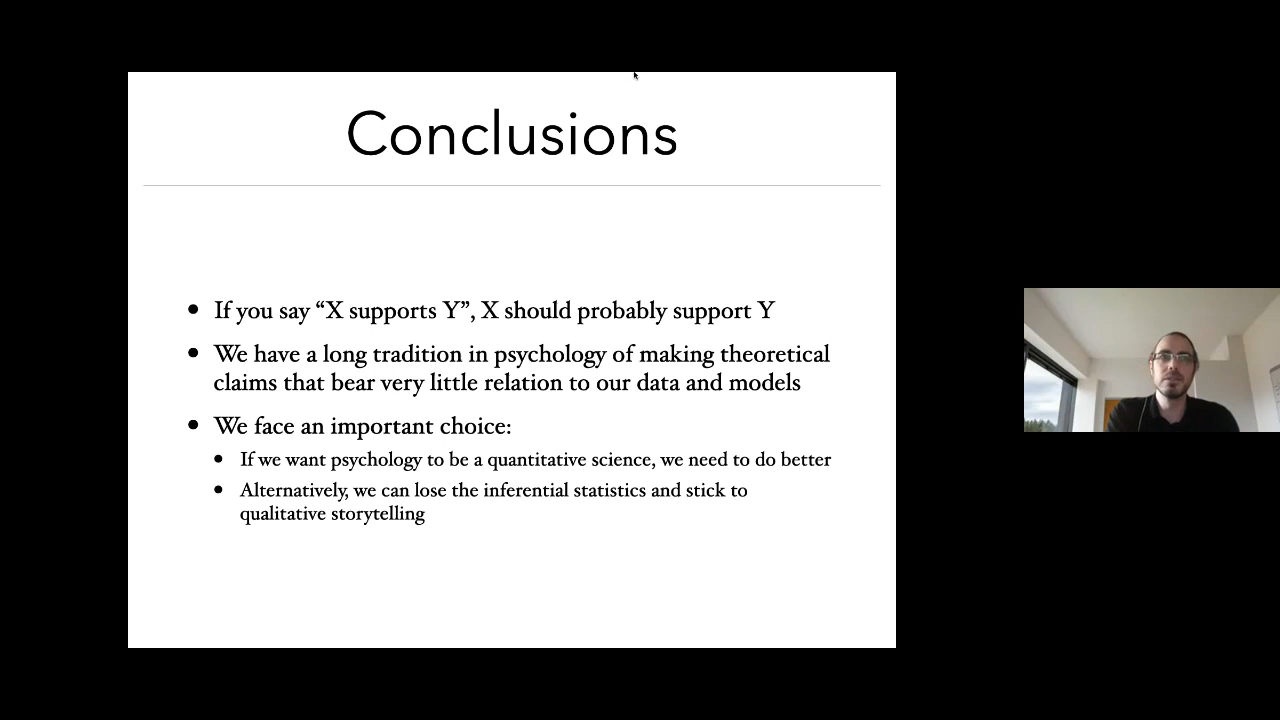 Conclusions
• If you say “X supports Y”, X should probably support Y
• We have a long tradition in psychology of making theoretical
claims that bear very little relation to our data and models
• We face an important choice:
• If we want psychology to be a quantitative science, we need to do better
• Alternatively, we can lose the inferential statistics and stick to
qualitative storytelling